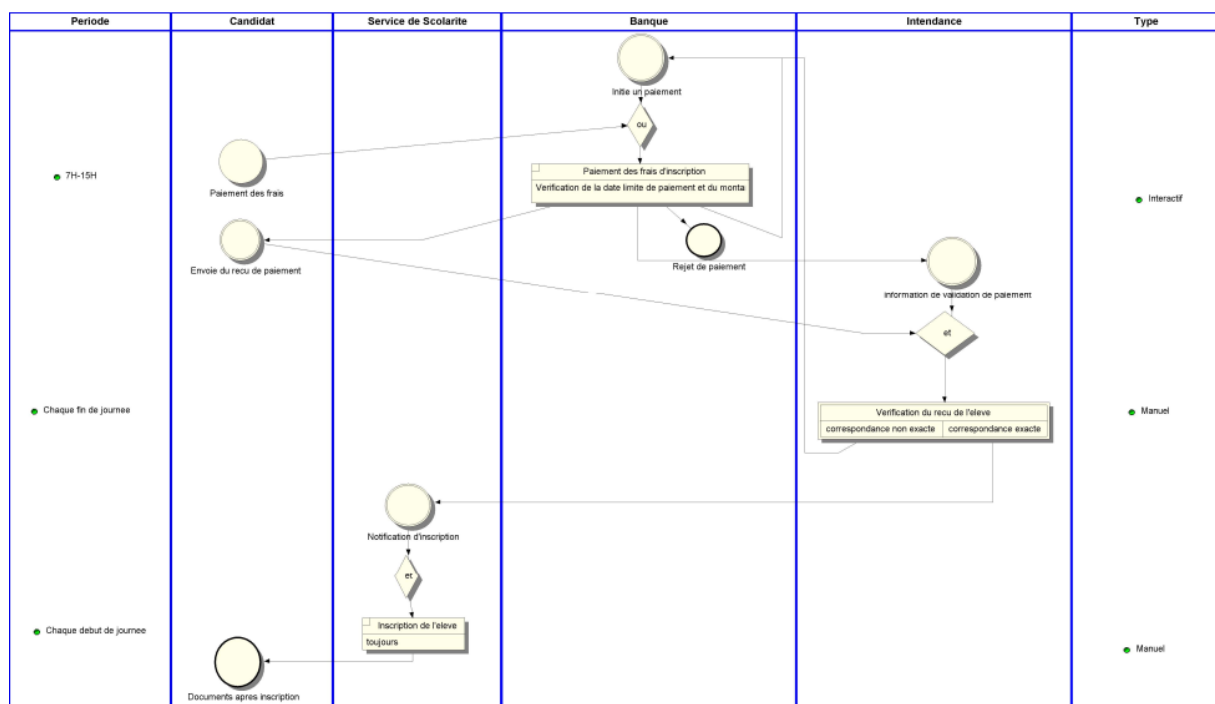 Periode
Candidat
Service de Scolarite
Banque
Intendance
Type
Initie un paiement
ou
Paiement des frais
7H-15H
Paiement des frais d'inscription
Verification de la date limite de paiement et du monta
Interactif
Envoie du recu de paiement
Rejet de paiement
Information de validation de paiement
et
Chaque fin de journee
Verification du recu de l'eleve
correspondance non exacte
correspondance exacte
Manuel
Notification d'inscription
et
Chaque debut de journee
Inscription de l'eleve
toujours
Manuel
Documents apres inscription